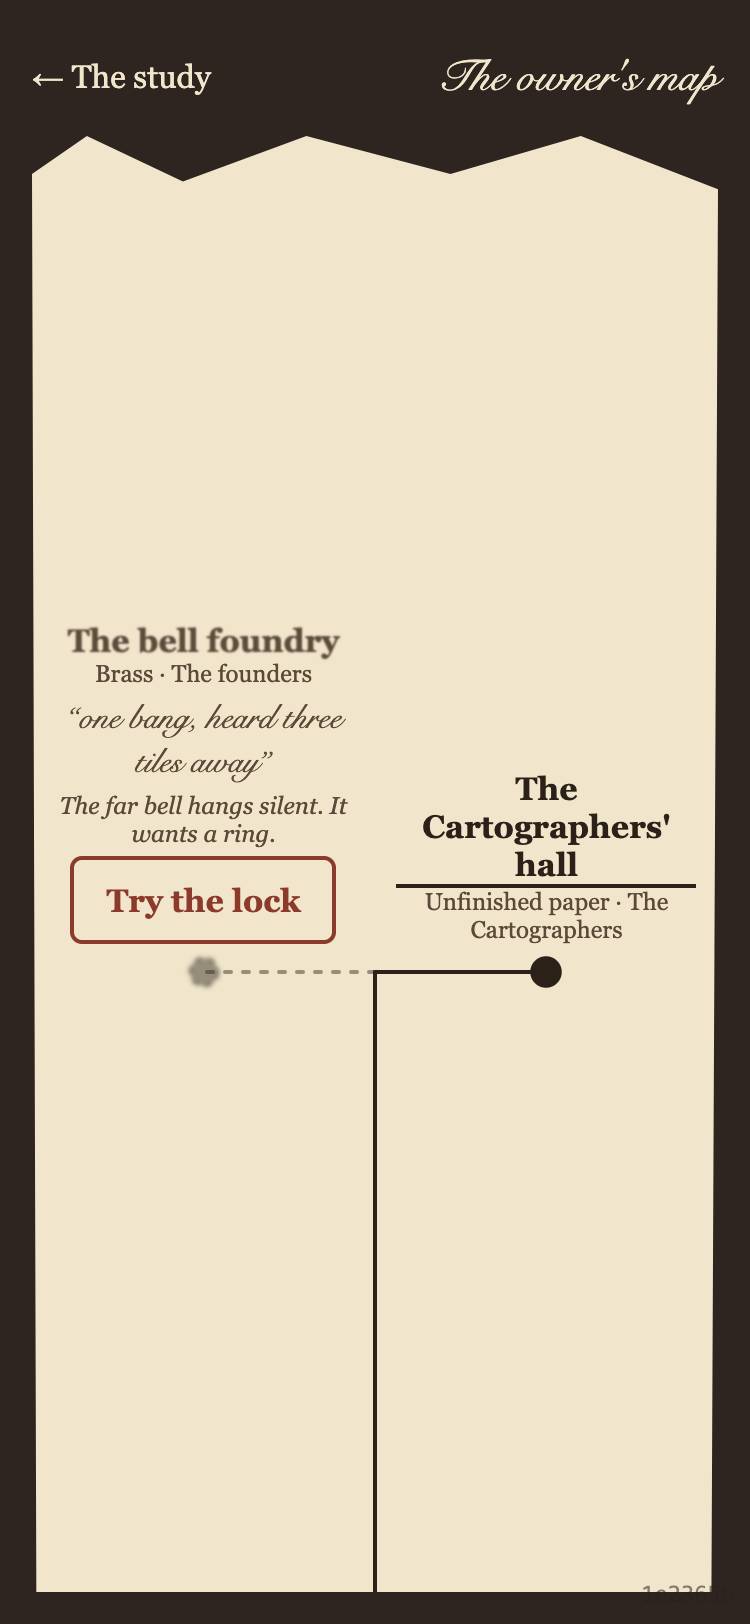 ← The study
The owner's map
The bell foundry
Brass · The founders
“one bang, heard three
tiles away”
The far bell hangs silent. It
wants a ring.
Try the lock
The
Cartographers'
hall
Unfinished paper · The
Cartographers